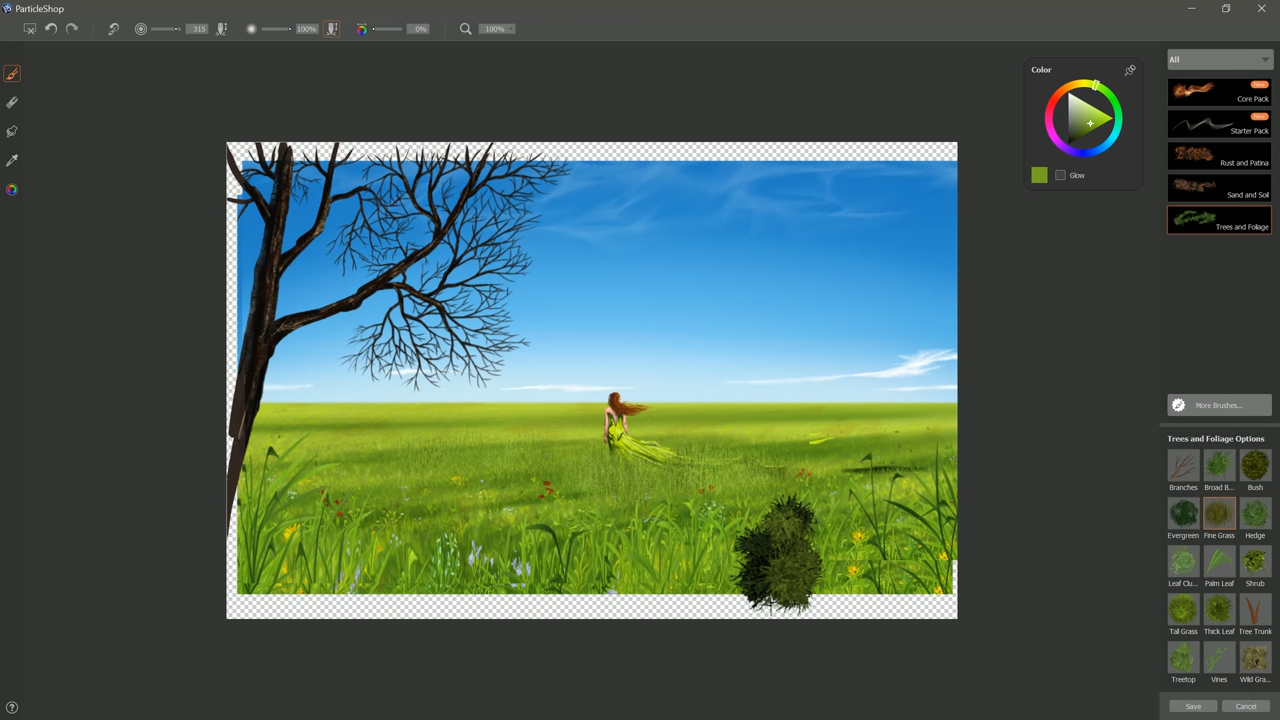 ParticleShop
315
100%
0%
100%
Color
Glow
All
New
Core Pack
New
Starter Pack
Rust and Patina
Sand and Soil
Trees and Foliage
More Brushes...
Trees and Foliage Options
Branches Broad B... Bush
Evergreen Fine Grass Hedge
Leaf Clu... Palm Leaf Shrub
Tall Grass Thick Leaf Tree Trunk
Treetop Vines Wild Gra...
Save Cancel